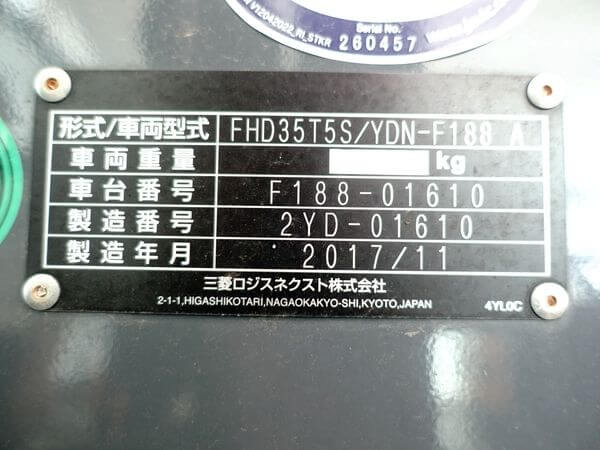 V12042022_RI_STKR
Serial No.
260457
形式/車両型式 FHD35T5S/YDN-F188 A
車両重量 kg
車台番号 F188-01610
製造番号 2YD-01610
製造年月 2017/11
三菱ロジスネクスト株式会社
2-1-1,HIGASHIKOTARI,NAGAOKAKYO-SHI,KYOTO,JAPAN
4YL0C